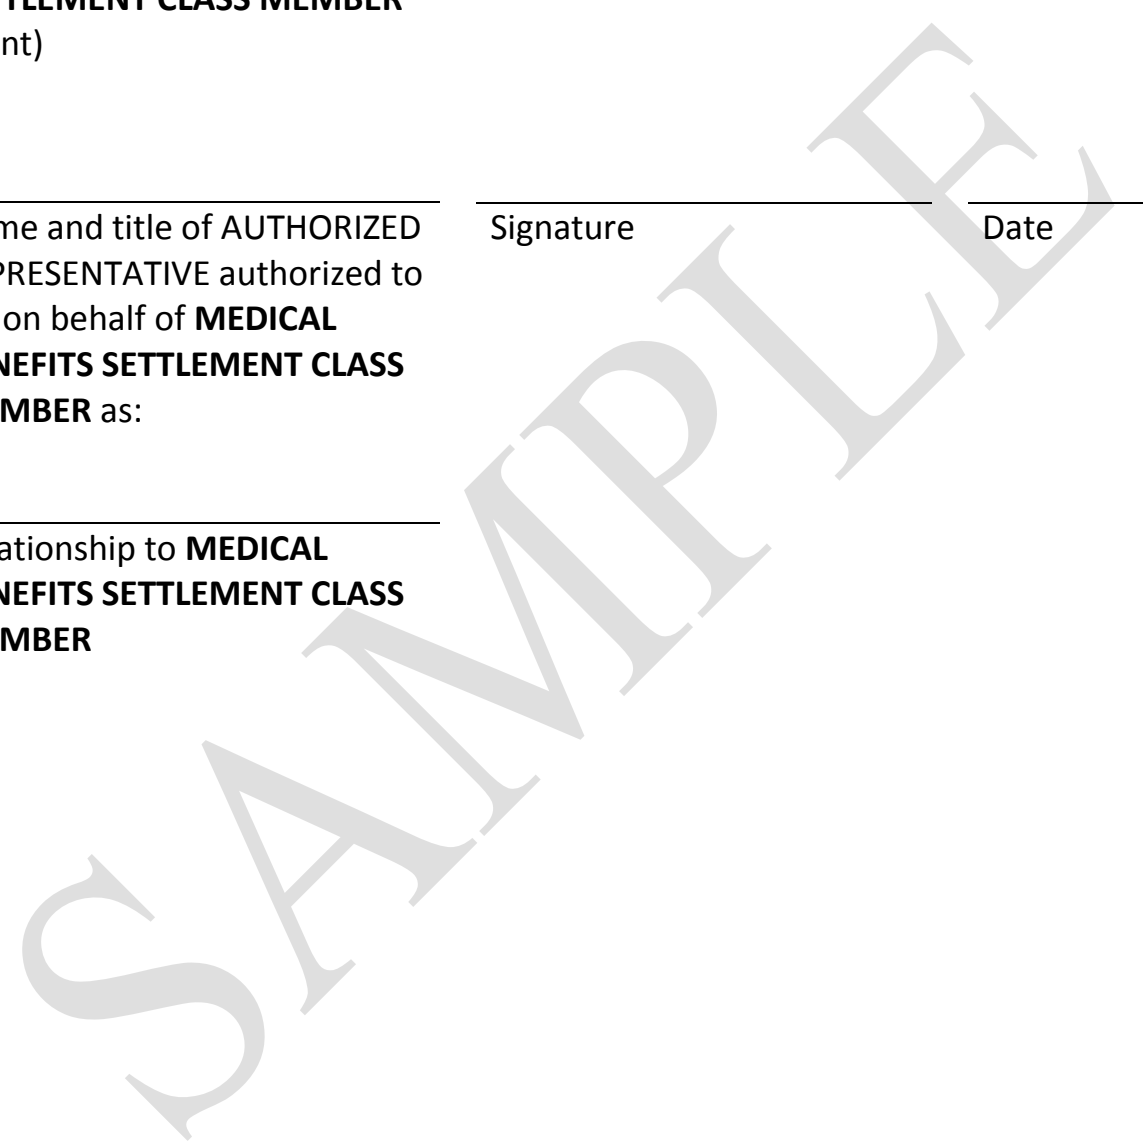 TLEMENT CLASS MEMBER
nt)
me and title of AUTHORIZED
PRESENTATIVE authorized to
on behalf of MEDICAL
NEFITS SETTLEMENT CLASS
MBER as:
Signature
Date
ationship to MEDICAL
NEFITS SETTLEMENT CLASS
MBER
SAMPLE